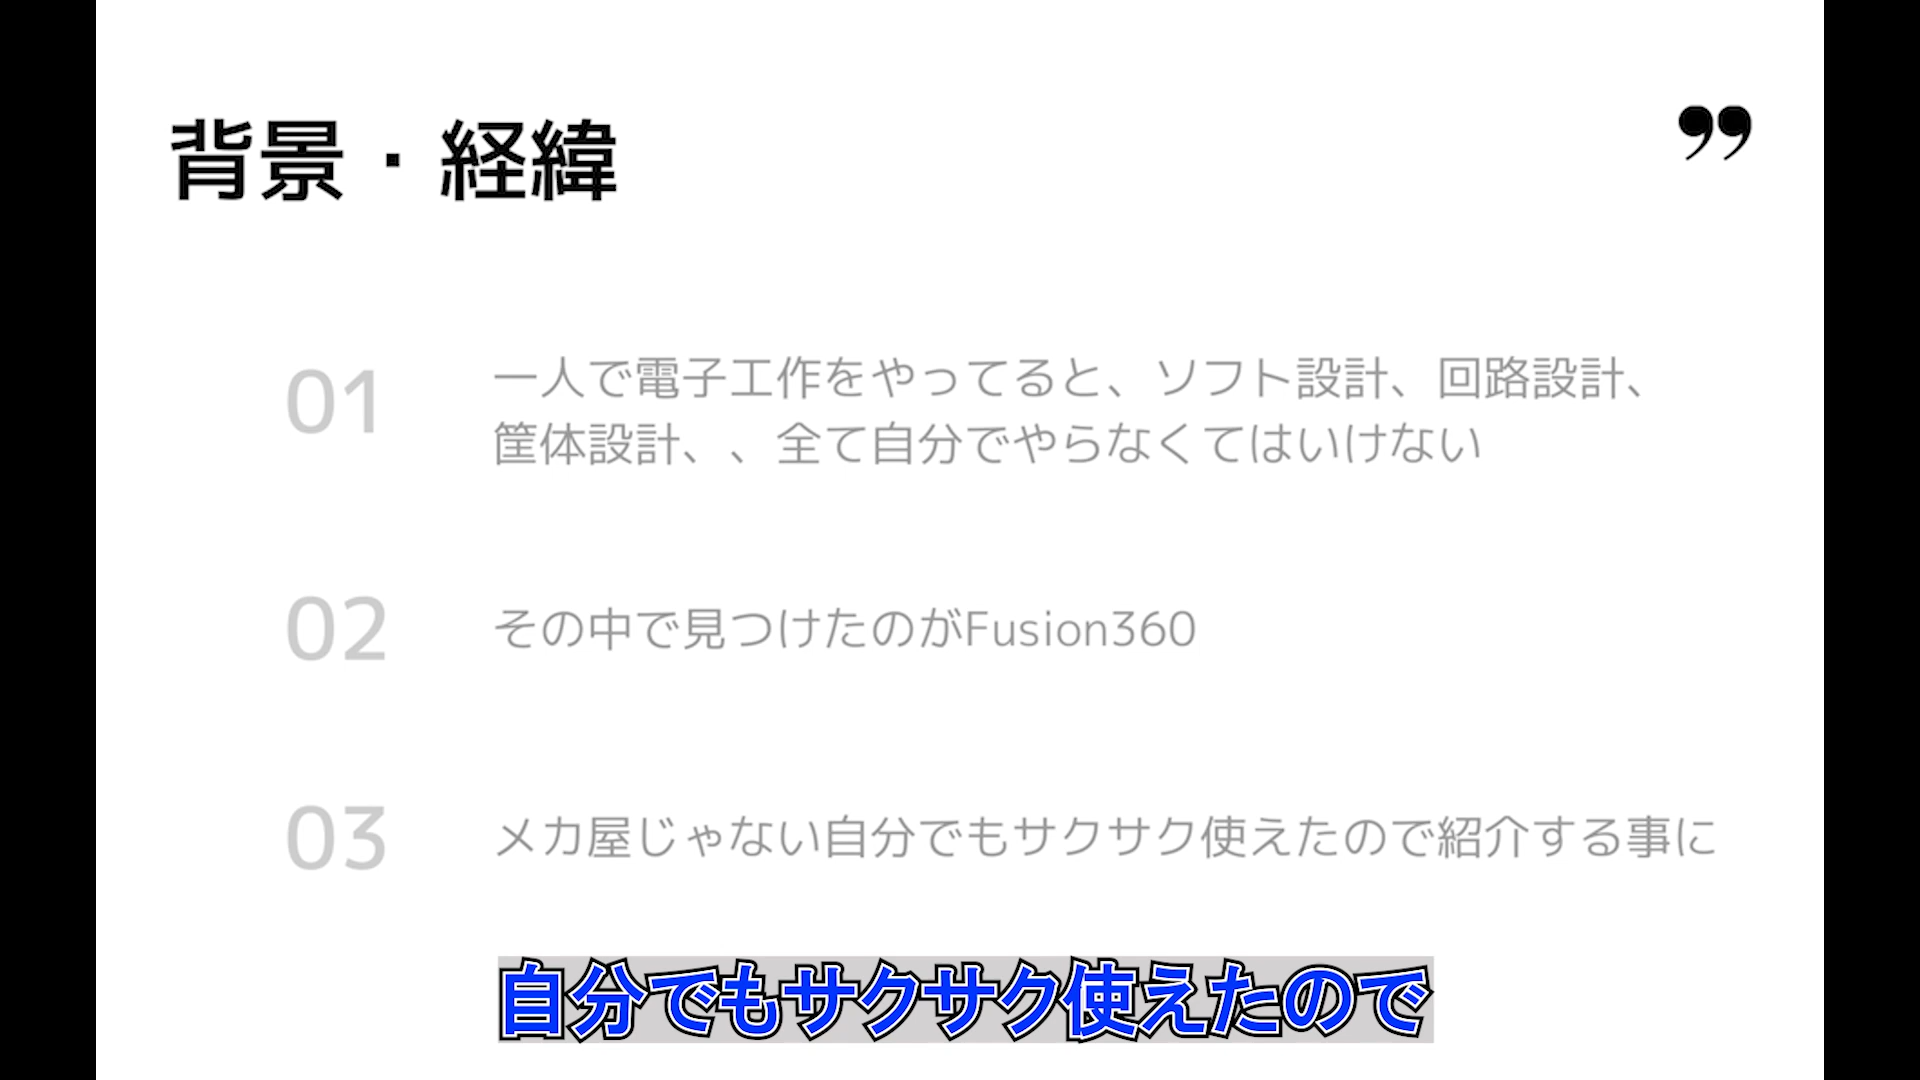 背景・経緯
”
01
一人で電子工作をやってると、ソフト設計、回路設計、
筐体設計、、全て自分でやらなくてはいけない
02
その中で見つけたのがFusion360
03
メカ屋じゃない自分でもサクサク使えたので紹介する事に
自分でもサクサク使えたので